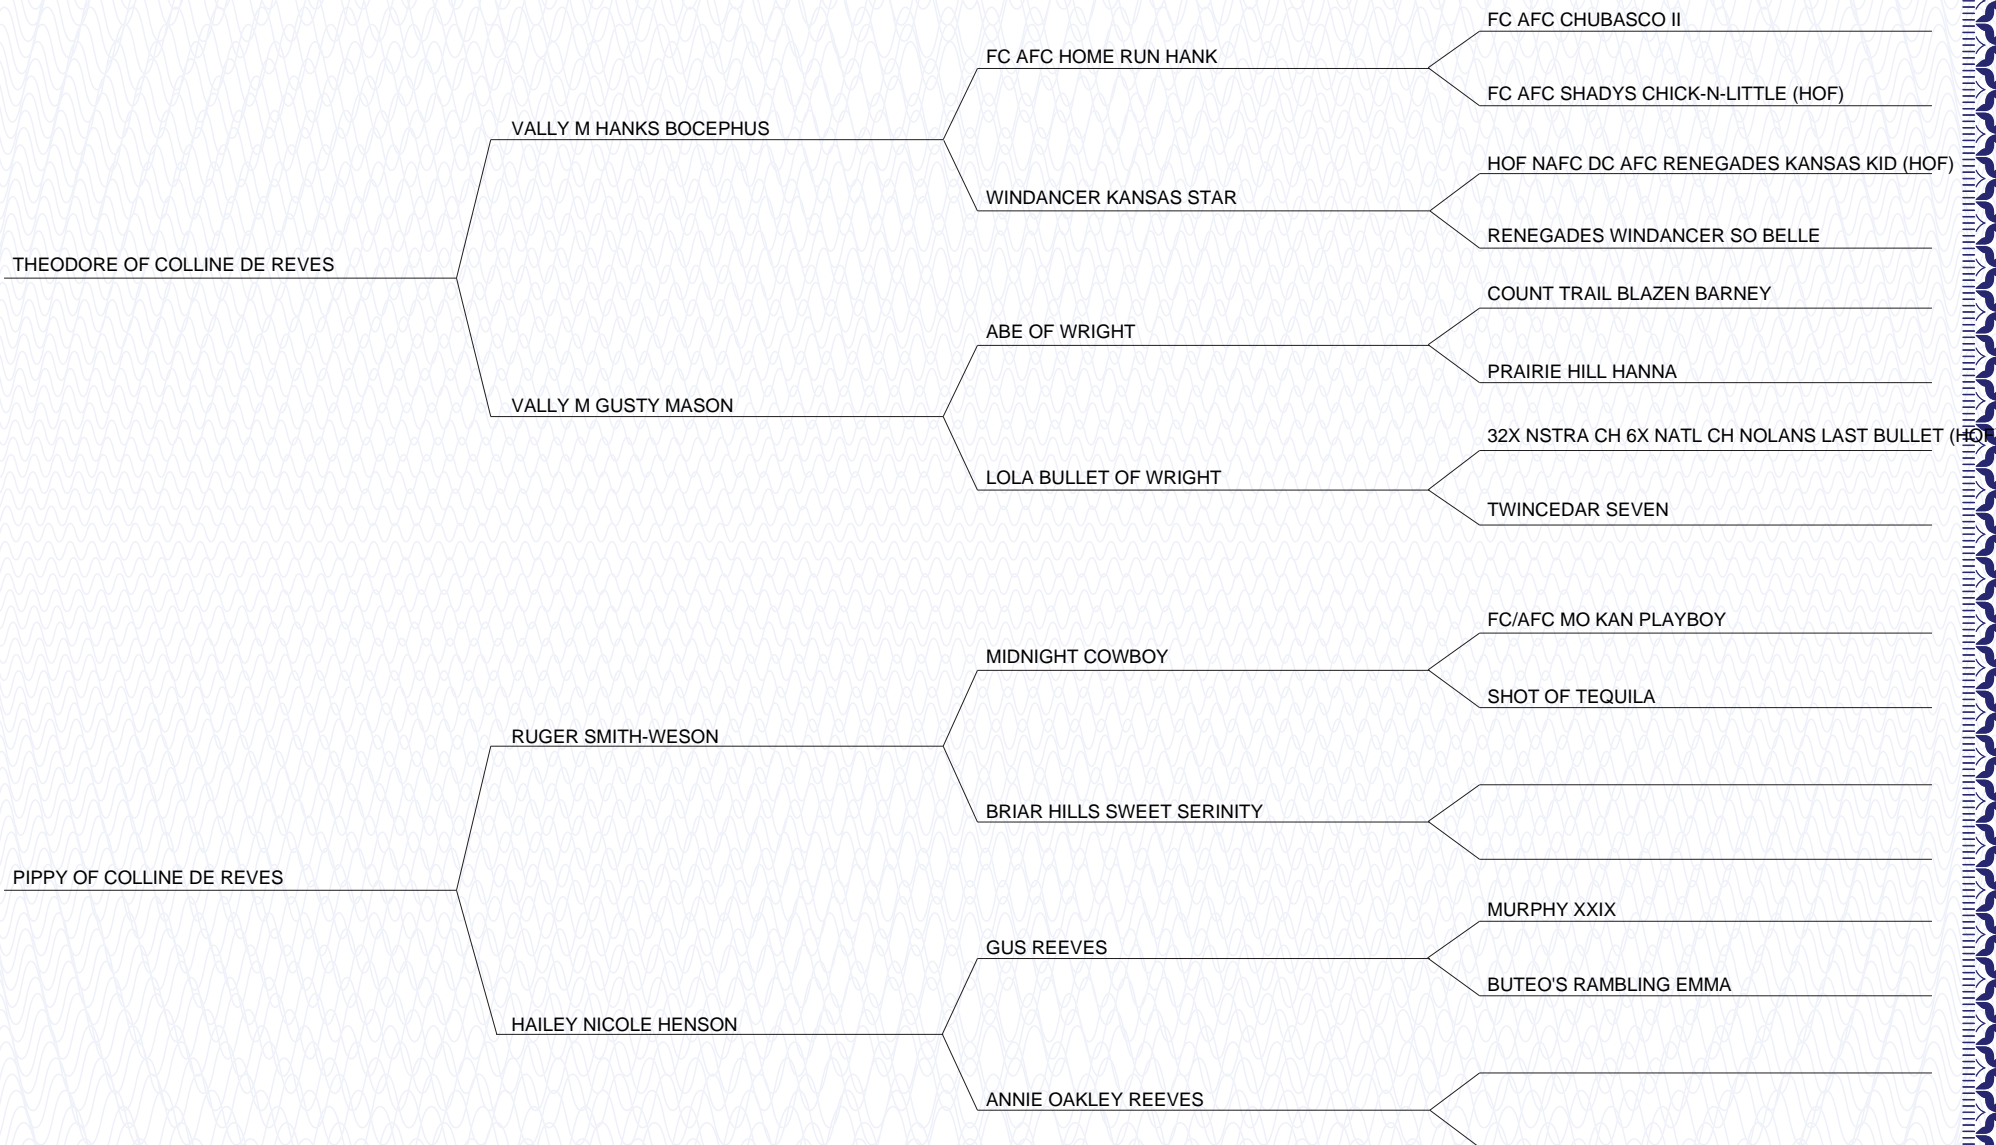 FC AFC CHUBASCO II
FC AFC HOME RUN HANK
FC AFC SHADYS CHICK-N-LITTLE (HOF)
VALLY M HANKS BOCEPHUS
HOF NAFC DC AFC RENEGADES KANSAS KID (HOF)
WINDANCER KANSAS STAR
RENEGADES WINDANCER SO BELLE
THEODORE OF COLLINE DE REVES
COUNT TRAIL BLAZEN BARNEY
ABE OF WRIGHT
PRAIRIE HILL HANNA
VALLY M GUSTY MASON
32X NSTRA CH 6X NATL CH NOLANS LAST BULLET (HOF
LOLA BULLET OF WRIGHT
TWINCEDAR SEVEN
FC/AFC MO KAN PLAYBOY
MIDNIGHT COWBOY
SHOT OF TEQUILA
RUGER SMITH-WESON
BRIAR HILLS SWEET SERINITY
PIPPY OF COLLINE DE REVES
MURPHY XXIX
GUS REEVES
BUTEO'S RAMBLING EMMA
HAILEY NICOLE HENSON
ANNIE OAKLEY REEVES